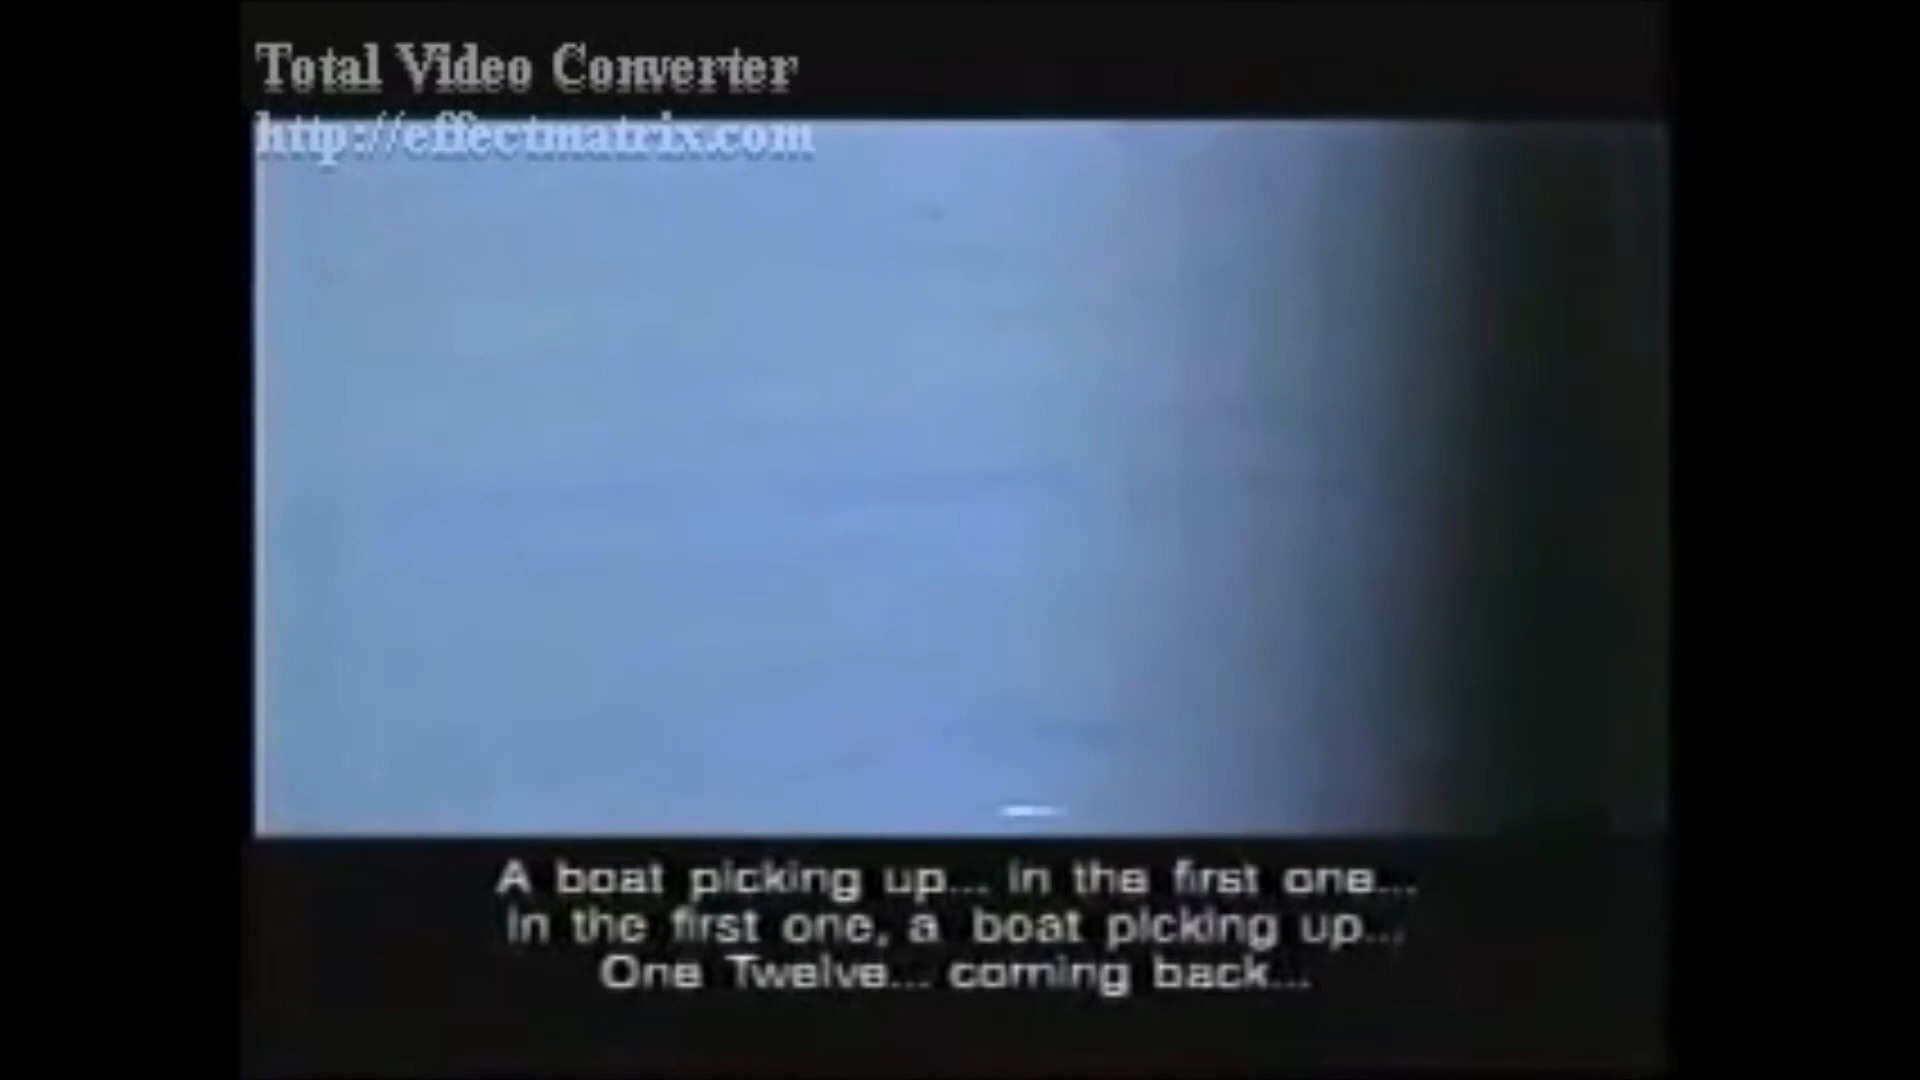 Total Video Converter
http://effectmatrix.com
A boat picking up... in the first one...
In the first one, a boat picking up...
One Twelve... coming back...